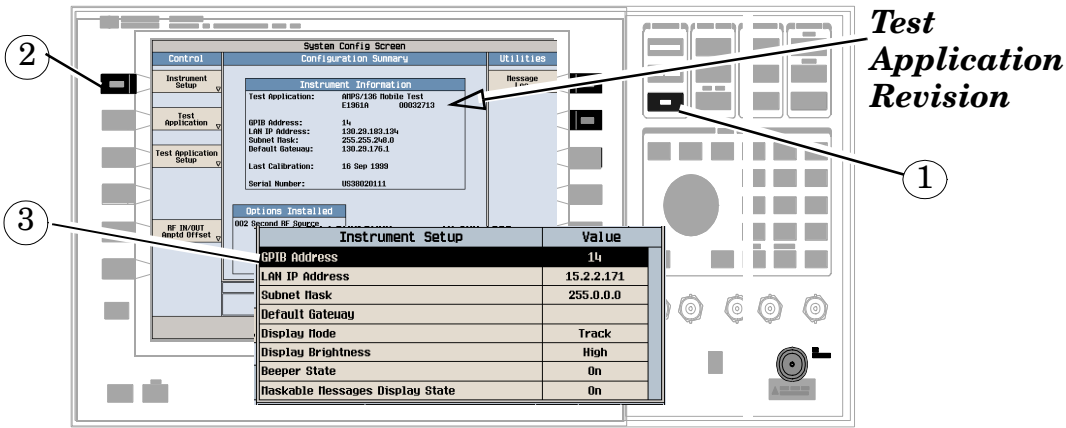 Test
Application
Revision
2
1
3
System Config Screen
Control
Configuration Summary
Utilities
Instrument
Setup
Test
Application
Test Application
Setup
RF IN/OUT
Amptd Offset
Message
Instrument Information
Test Application: AMPS/136 Mobile Test
E1961A 00032713
GPIB Address: 14
LAN IP Address: 130.29.183.134
Subnet Mask: 255.255.248.0
Default Gateway: 130.29.176.1
Last Calibration: 16 Sep 1999
Serial Number: US38020111
Options Installed
002 Second RF Source
Instrument Setup Value
GPIB Address 14
LAN IP Address 15.2.2.171
Subnet Mask 255.0.0.0
Default Gateway
Display Mode Track
Display Brightness High
Beeper State On
Maskable Messages Display State On